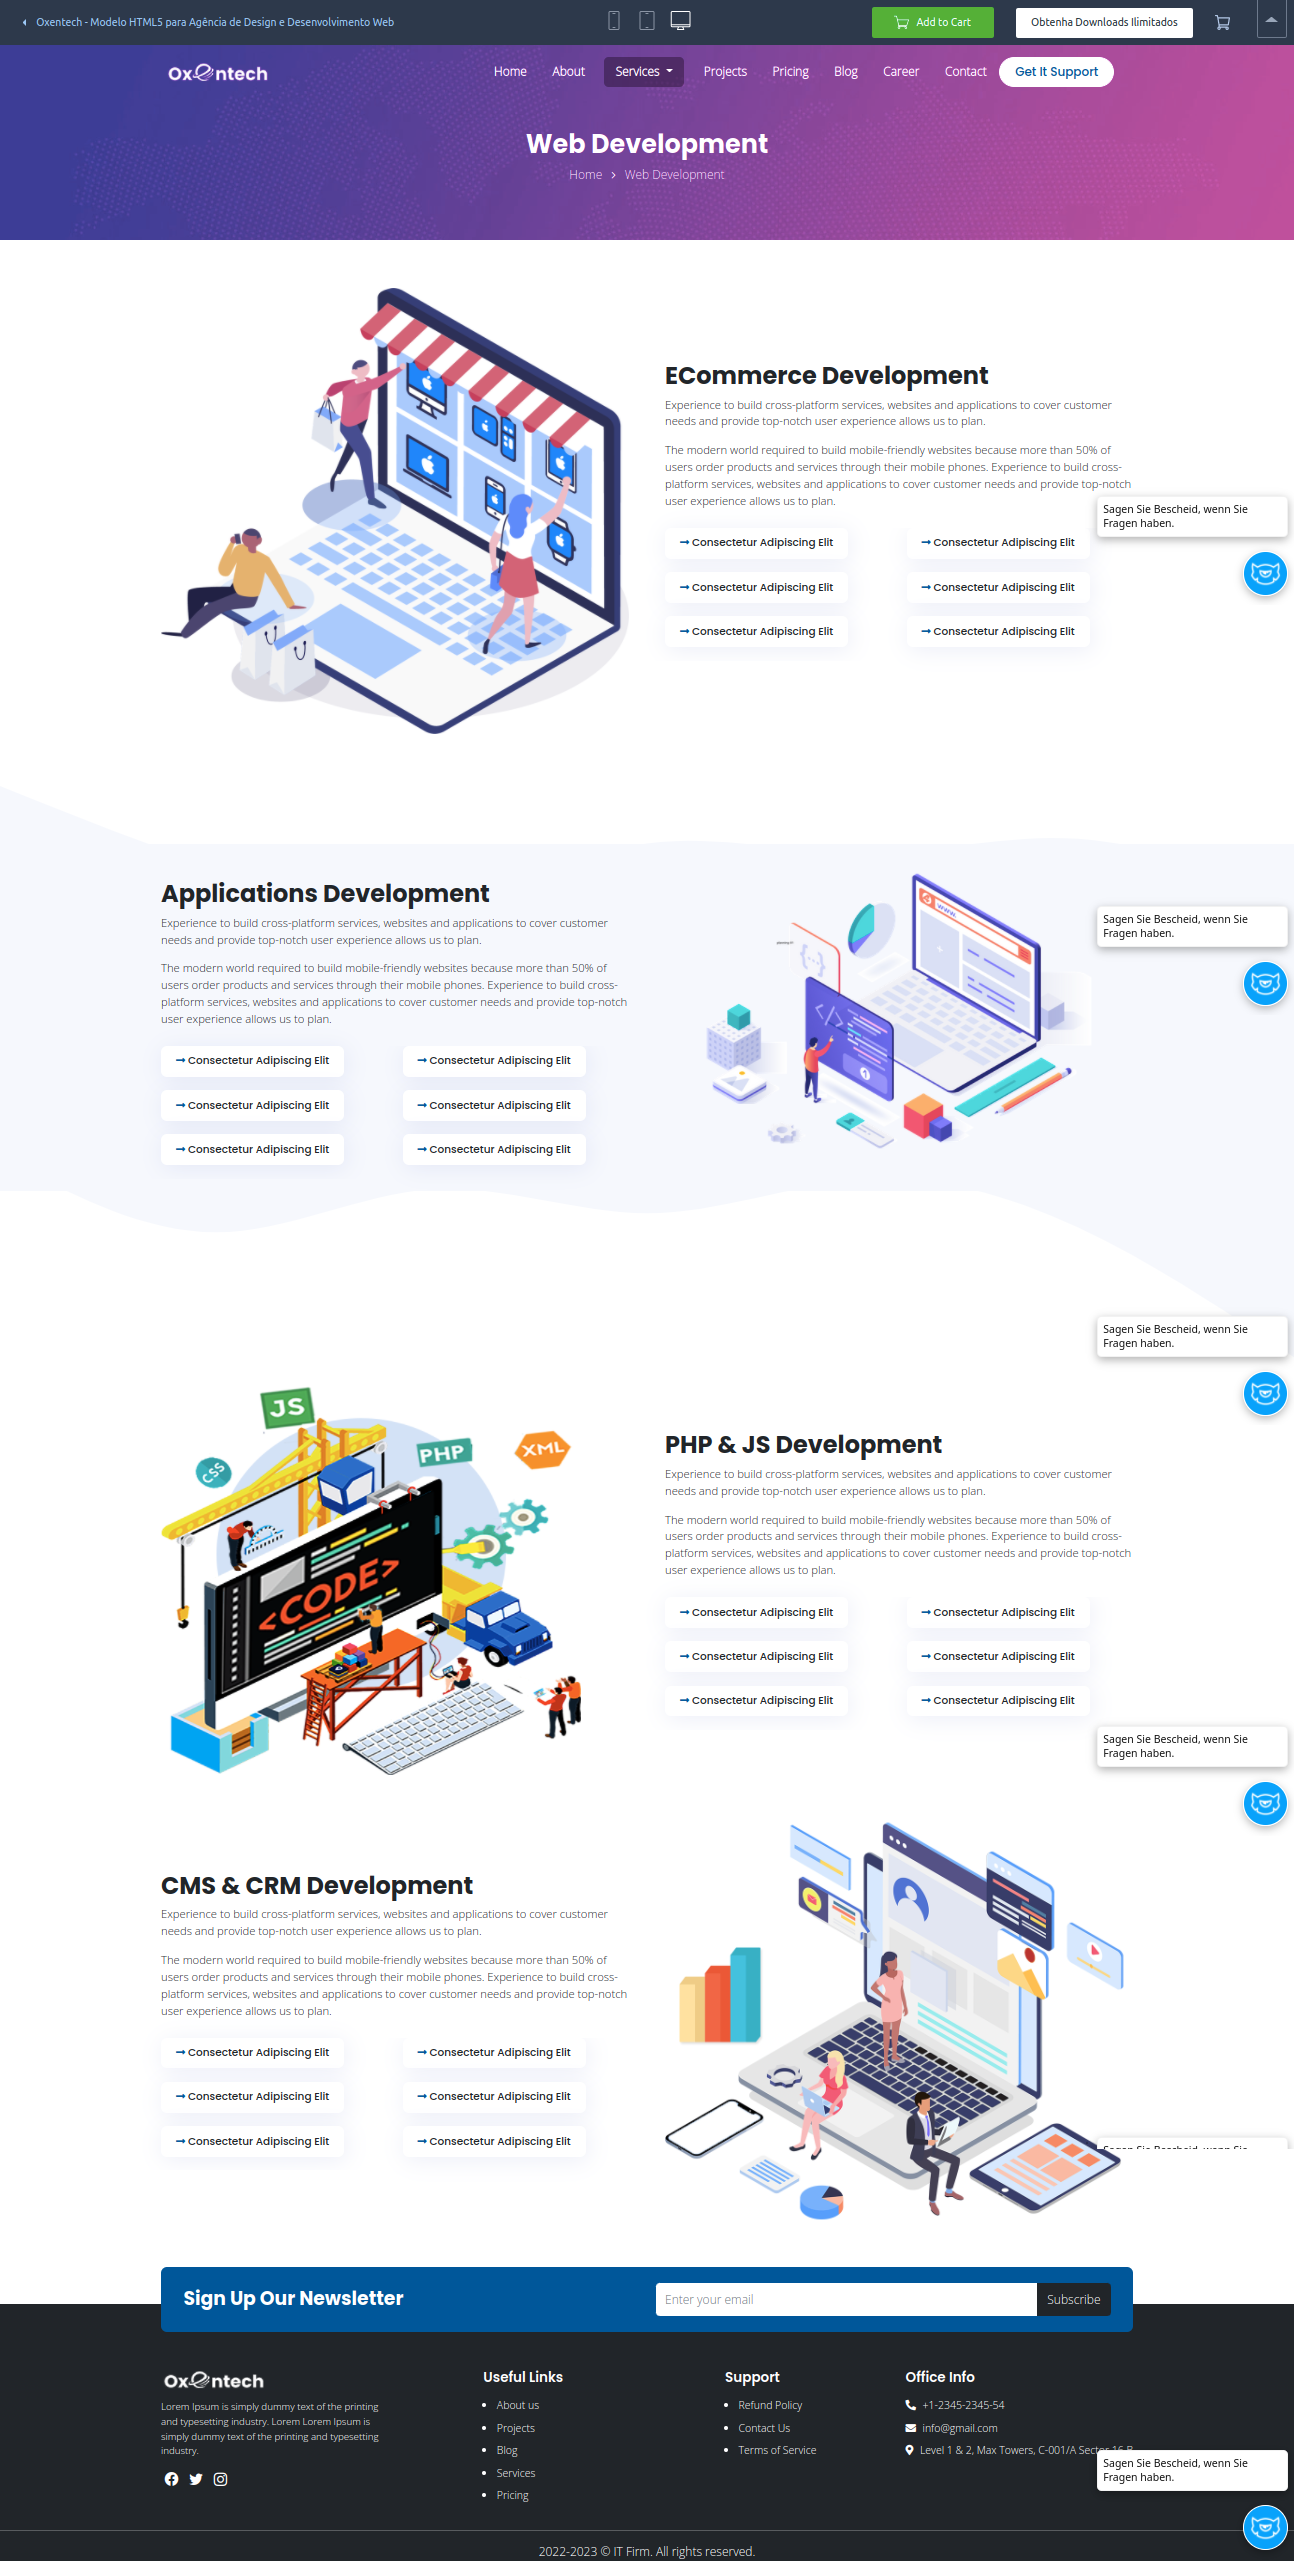 Oxentech - Modelo HTML5 para Agência de Design e Desenvolvimento Web
Add to Cart
Obtenha Downloads Ilimitados
Oxentech
Home
About
Services
Projects
Pricing
Blog
Career
Contact
Get It Support
Web Development
Home > Web Development
ECommerce Development
Experience to build cross-platform services, websites and applications to cover customer
needs and provide top-notch user experience allows us to plan.
The modern world required to build mobile-friendly websites because more than 50% of
users order products and services through their mobile phones. Experience to build cross-
platform services, websites and applications to cover customer needs and provide top-notch
user experience allows us to plan.
Sagen Sie Bescheid, wenn Sie
Fragen haben.
Consectetur Adipiscing Elit
Consectetur Adipiscing Elit
Consectetur Adipiscing Elit
Consectetur Adipiscing Elit
Consectetur Adipiscing Elit
Consectetur Adipiscing Elit
Applications Development
Experience to build cross-platform services, websites and applications to cover customer
needs and provide top-notch user experience allows us to plan.
The modern world required to build mobile-friendly websites because more than 50% of
users order products and services through their mobile phones. Experience to build cross-
platform services, websites and applications to cover customer needs and provide top-notch
user experience allows us to plan.
Consectetur Adipiscing Elit
Consectetur Adipiscing Elit
Consectetur Adipiscing Elit
Consectetur Adipiscing Elit
Consectetur Adipiscing Elit
Consectetur Adipiscing Elit
www.
{··}
</>
Sagen Sie Bescheid, wenn Sie
Fragen haben.
Sagen Sie Bescheid, wenn Sie
Fragen haben.
JS
CSS
PHP
XML
<CODE>
PHP & JS Development
Experience to build cross-platform services, websites and applications to cover customer
needs and provide top-notch user experience allows us to plan.
The modern world required to build mobile-friendly websites because more than 50% of
users order products and services through their mobile phones. Experience to build cross-
platform services, websites and applications to cover customer needs and provide top-notch
user experience allows us to plan.
Consectetur Adipiscing Elit
Consectetur Adipiscing Elit
Consectetur Adipiscing Elit
Consectetur Adipiscing Elit
Consectetur Adipiscing Elit
Consectetur Adipiscing Elit
Sagen Sie Bescheid, wenn Sie
Fragen haben.
CMS & CRM Development
Experience to build cross-platform services, websites and applications to cover customer
needs and provide top-notch user experience allows us to plan.
The modern world required to build mobile-friendly websites because more than 50% of
users order products and services through their mobile phones. Experience to build cross-
platform services, websites and applications to cover customer needs and provide top-notch
user experience allows us to plan.
Consectetur Adipiscing Elit
Consectetur Adipiscing Elit
Consectetur Adipiscing Elit
Consectetur Adipiscing Elit
Consectetur Adipiscing Elit
Consectetur Adipiscing Elit
Sagen Sie Bescheid, wenn Sie
Sign Up Our Newsletter
Enter your email
Subscribe
Oxentech
Lorem Ipsum is simply dummy text of the printing
and typesetting industry. Lorem Lorem Ipsum is
simply dummy text of the printing and typesetting
industry.
Useful Links
About us
Projects
Blog
Services
Pricing
Support
Refund Policy
Contact Us
Terms of Service
Office Info
+1-2345-2345-54
info@gmail.com
Level 1 & 2, Max Towers, C-001/A Sector 16 B
Sagen Sie Bescheid, wenn Sie
Fragen haben.
2022-2023 © IT Firm. All rights reserved.